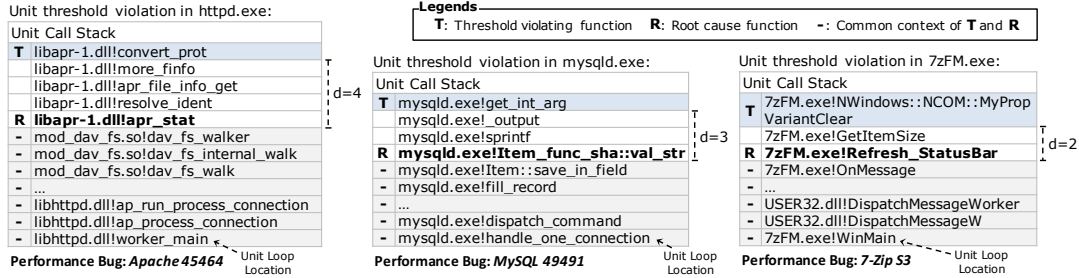 Unit threshold violation in httpd.exe:
Unit Call Stack
T libapr-1.dll!convert_prot
libapr-1.dll!more_finfo
libapr-1.dll!apr_file_info_get
libapr-1.dll!resolve_ident
R libapr-1.dll!apr_stat
- mod_dav_fs.so!dav_fs_walker
- mod_dav_fs.so!dav_fs_internal_walk
- mod_dav_fs.so!dav_fs_walk
- ...
- libhttpd.dll!ap_run_process_connection
- libhttpd.dll!ap_process_connection
- libhttpd.dll!worker_main
d=4
Performance Bug: Apache 45464
Unit Loop
Location
Legends
T: Threshold violating function R: Root cause function -: Common context of T and R
Unit threshold violation in mysqld.exe:
Unit Call Stack
T mysqld.exe!get_int_arg
mysqld.exe!_output
mysqld.exe!sprintf
R mysqld.exe!Item_func_sha::val_str
- mysqld.exe!Item::save_in_field
- mysqld.exe!fill_record
- ...
- mysqld.exe!dispatch_command
- mysqld.exe!handle_one_connection
d=3
Performance Bug: MySQL 49491
Unit Loop
Location
Unit threshold violation in 7zFM.exe:
Unit Call Stack
T 7zFM.exe!NWindows::NCOM::MyProp
VariantClear
7zFM.exe!GetItemSize
R 7zFM.exe!Refresh_StatusBar
- 7zFM.exe!OnMessage
- ...
- USER32.dll!DispatchMessageWorker
- USER32.dll!DispatchMessageW
- 7zFM.exe!WinMain
d=2
Performance Bug: 7-Zip S3
Unit Loop
Location